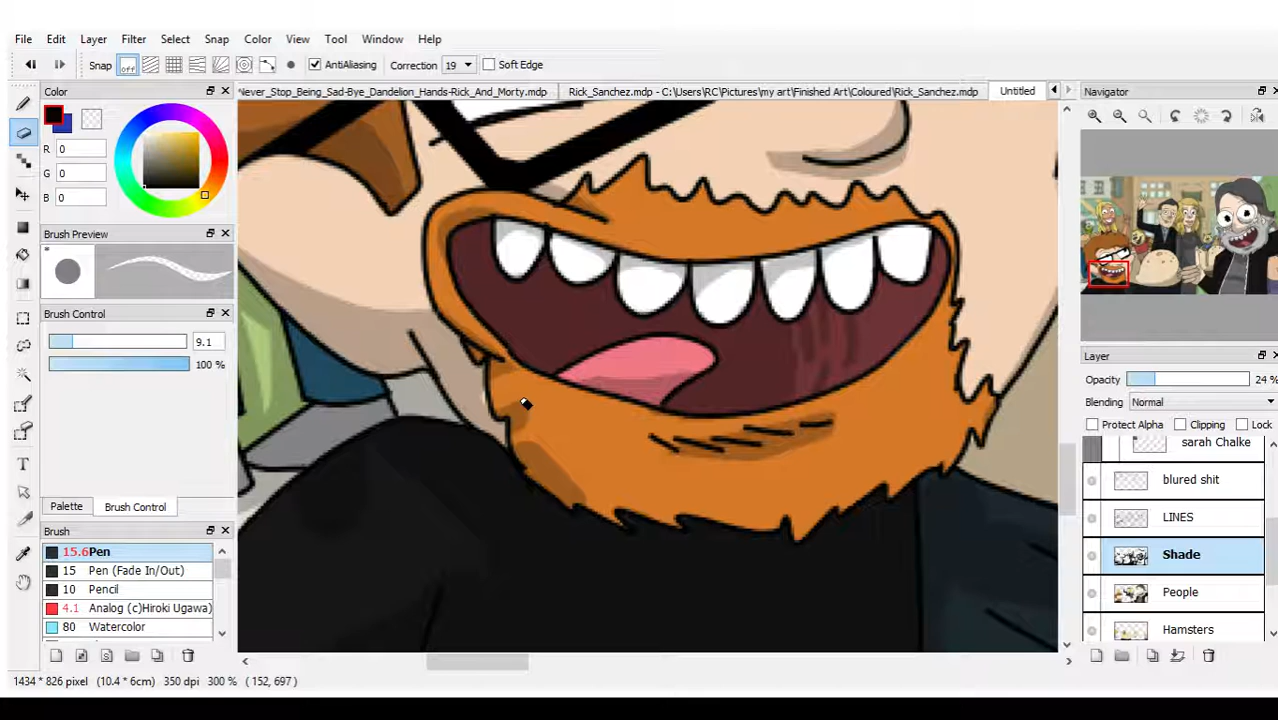 File Edit Layer Filter Select Snap Color View Tool Window Help
Snap off AntiAliasing Correction 19 Soft Edge
Color
Never_Stop_Being_Sad-Bye_Dandelion_Hands-Rick_And_Morty.mdp Rick_Sanchez.mdp - C:\Users\RC\Pictures\my art\Finished Art\Coloured\Rick_Sanchez.mdp Untitled
Navigator
R 0
G 0
B 0
Brush Preview
Brush Control
9.1
100 %
Layer
Opacity 24 %
Blending Normal
Protect Alpha Clipping Lock
sarah Chalke
blured shit
LINES
Shade
People
Hamsters
Palette Brush Control
Brush
15.6 Pen
15 Pen (Fade In/Out)
10 Pencil
4.1 Analog (c)Hiroki Ugawa)
80 Watercolor
1434 * 826 pixel (10.4 * 6cm) 350 dpi 300 % ( 152, 697 )